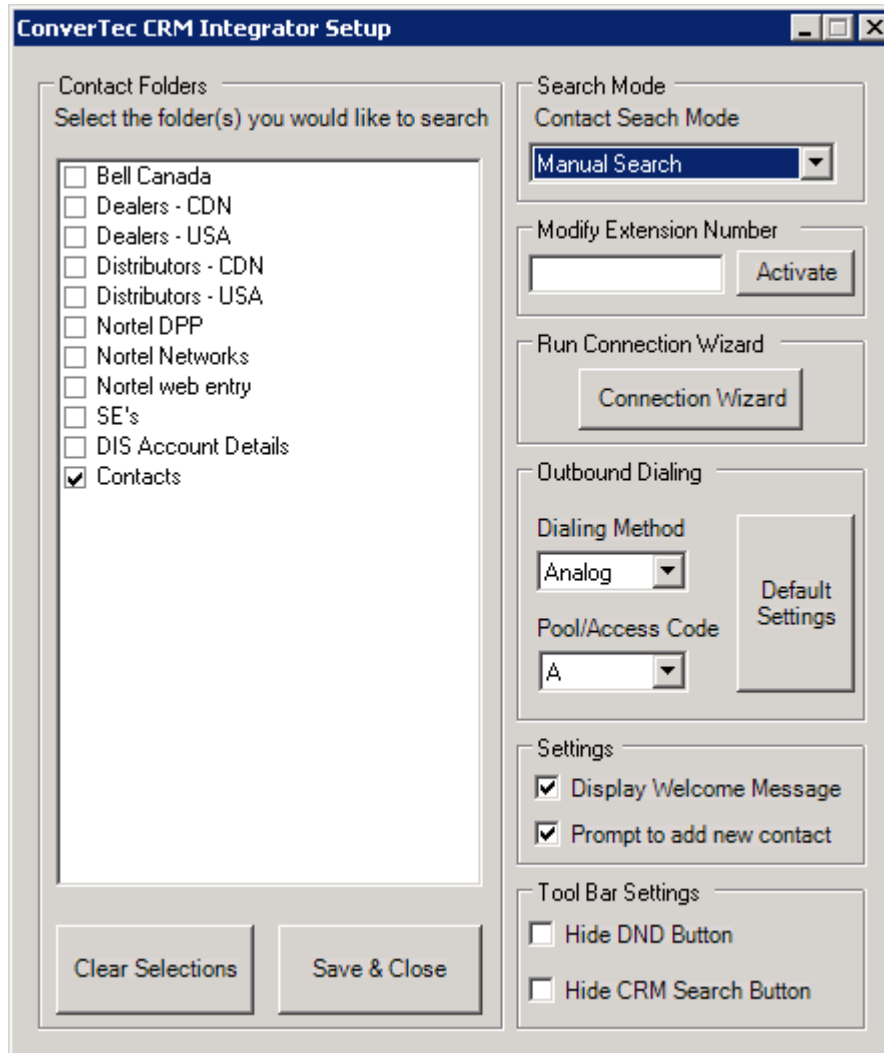 ConverTec CRM Integrator Setup
Contact Folders
Select the folder(s) you would like to search
Bell Canada
Dealers - CDN
Dealers - USA
Distributors - CDN
Distributors - USA
Nortel DPP
Nortel Networks
Nortel web entry
SE's
DIS Account Details
Contacts
Clear Selections
Save & Close
Search Mode
Contact Seach Mode
Manual Search
Modify Extension Number
Activate
Run Connection Wizard
Connection Wizard
Outbound Dialing
Dialing Method
Analog
Pool/Access Code
A
Default
Settings
Settings
Display Welcome Message
Prompt to add new contact
Tool Bar Settings
Hide DND Button
Hide CRM Search Button